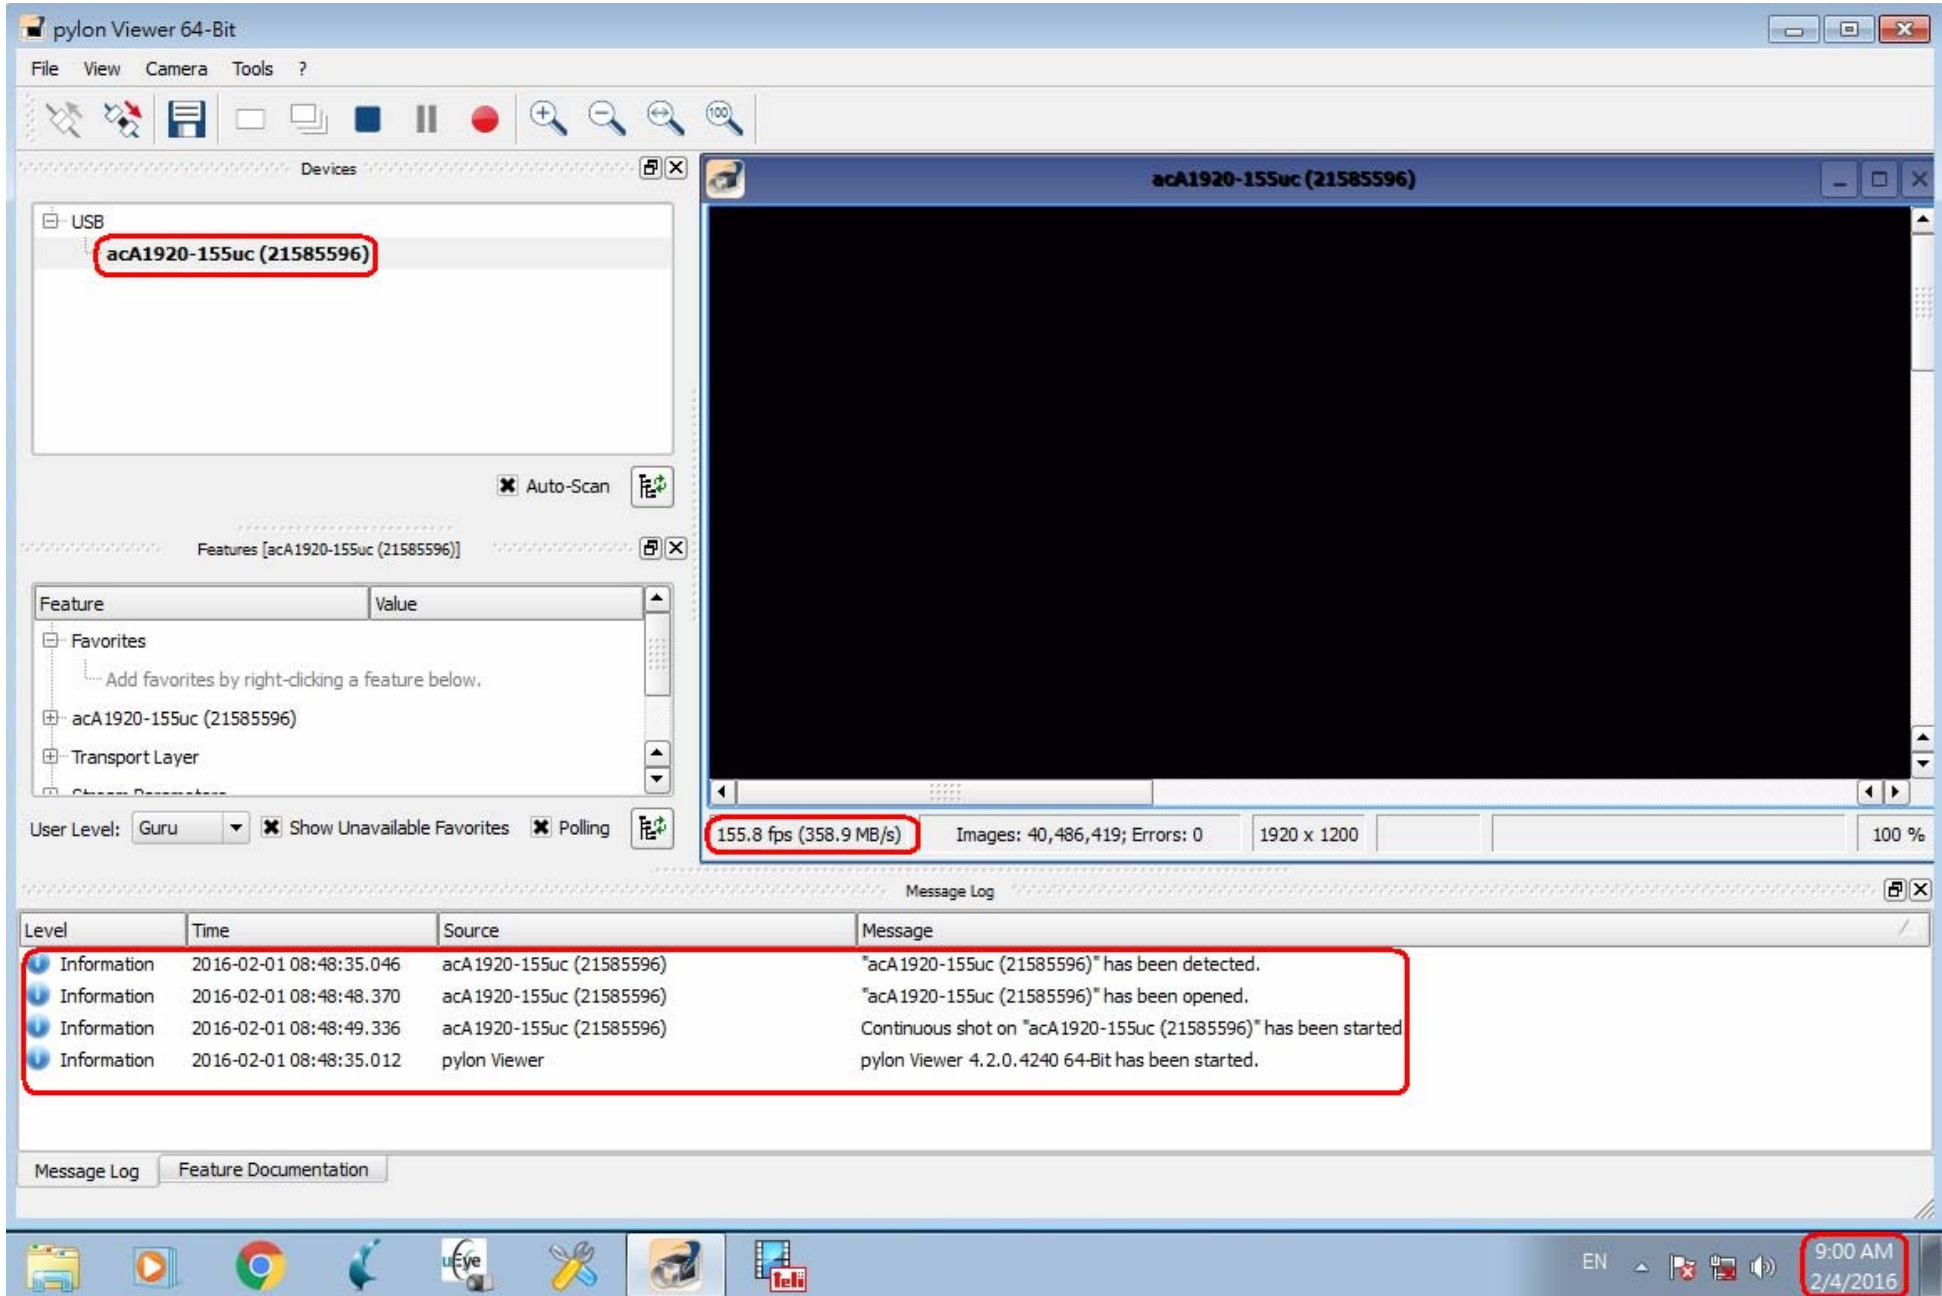 pylon Viewer 64-Bit
File View Camera Tools ?
100
Devices
USB
acA1920-155uc (21585596)
Auto-Scan
Features [acA1920-155uc (21585596)]
Feature Value
Favorites
Add favorites by right-clicking a feature below.
acA1920-155uc (21585596)
Transport Layer
Stream Parameters
User Level: Guru Show Unavailable Favorites Polling
acA1920-155uc (21585596)
155.8 fps (358.9 MB/s) Images: 40,486,419; Errors: 0 1920 x 1200 100 %
Message Log
Level Time Source Message
Information 2016-02-01 08:48:35.046 acA1920-155uc (21585596) "acA1920-155uc (21585596)" has been detected.
Information 2016-02-01 08:48:48.370 acA1920-155uc (21585596) "acA1920-155uc (21585596)" has been opened.
Information 2016-02-01 08:48:49.336 acA1920-155uc (21585596) Continuous shot on "acA1920-155uc (21585596)" has been started
Information 2016-02-01 08:48:35.012 pylon Viewer pylon Viewer 4.2.0.4240 64-Bit has been started.
Message Log Feature Documentation
uEye
Teli
EN
9:00 AM
2/4/2016